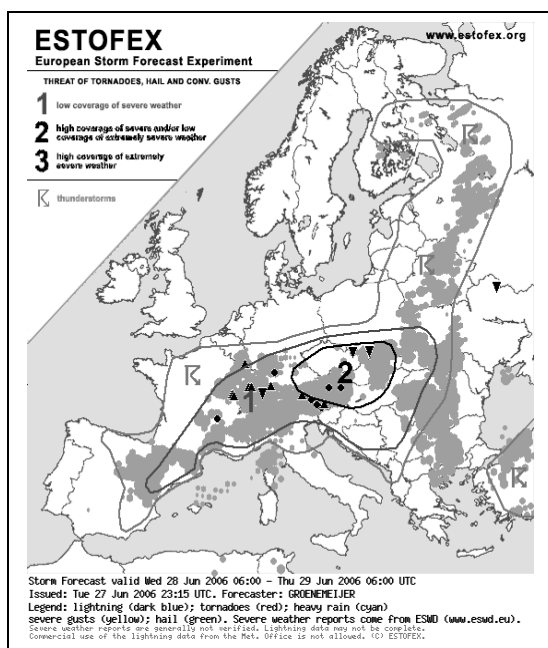 ESTOFEX
www.estofex.org
European Storm Forecast Experiment
THREAT OF TORNADOES, HAIL AND CONV. GUSTS
1 low coverage of severe weather
2 high coverage of severe and/or low
coverage of extremely severe weather
3 high coverage of extremely
severe weather
thunderstorms
2
1
Storm Forecast valid Wed 28 Jun 2006 06:00 - Thu 29 Jun 2006 06:00 UTC
Issued: Tue 27 Jun 2006 23:15 UTC. Forecaster: GROENEMEIJER
Legend: lightning (dark blue); tornadoes (red); heavy rain (cyan)
severe gusts (yellow); hail (green). Severe weather reports come from ESWD (www.eswd.eu).
Severe weather reports are generally not verified. Lightning data may not be complete.
Commercial use of the lightning data from the Met. Office is not allowed. (C) ESTOFEX.